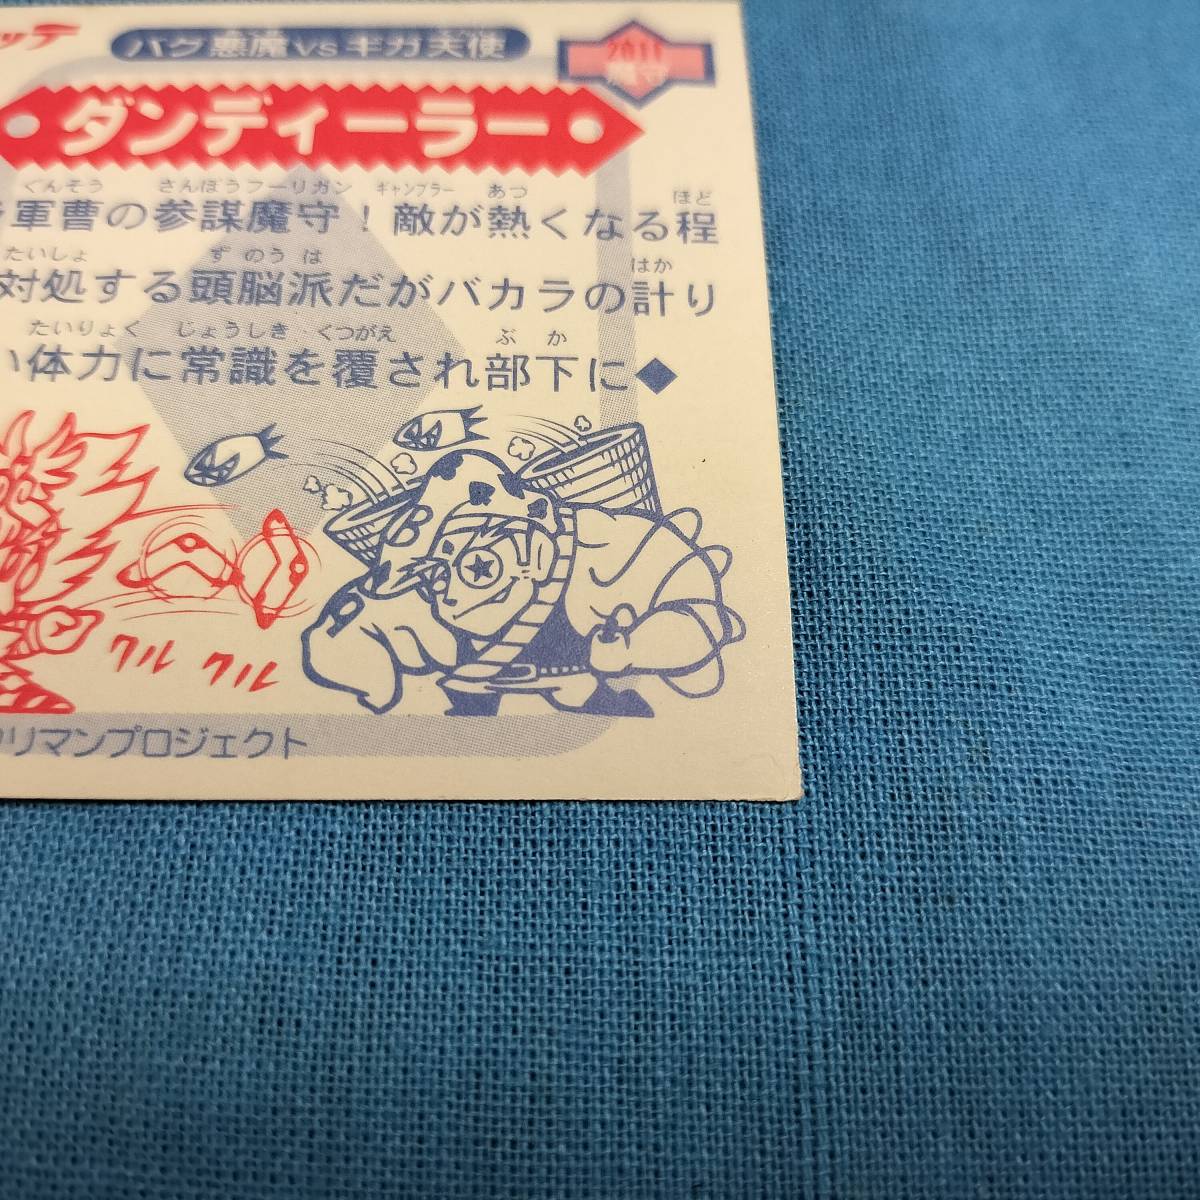 ッテ
バグ悪魔vsギガ天使
2011
魔守
ダンディーラー
ぐんそう さんぼうフーリガン ギャンブラー あつ ほど
軍曹の参謀魔守！敵が熱くなる程
たいしょ ずのうは はか
対処する頭脳派だがバカラの計り
たいりょく じょうしき くつがえ ぶか
い体力に常識を覆され部下に◆
B
クルクル
クリマンプロジェクト